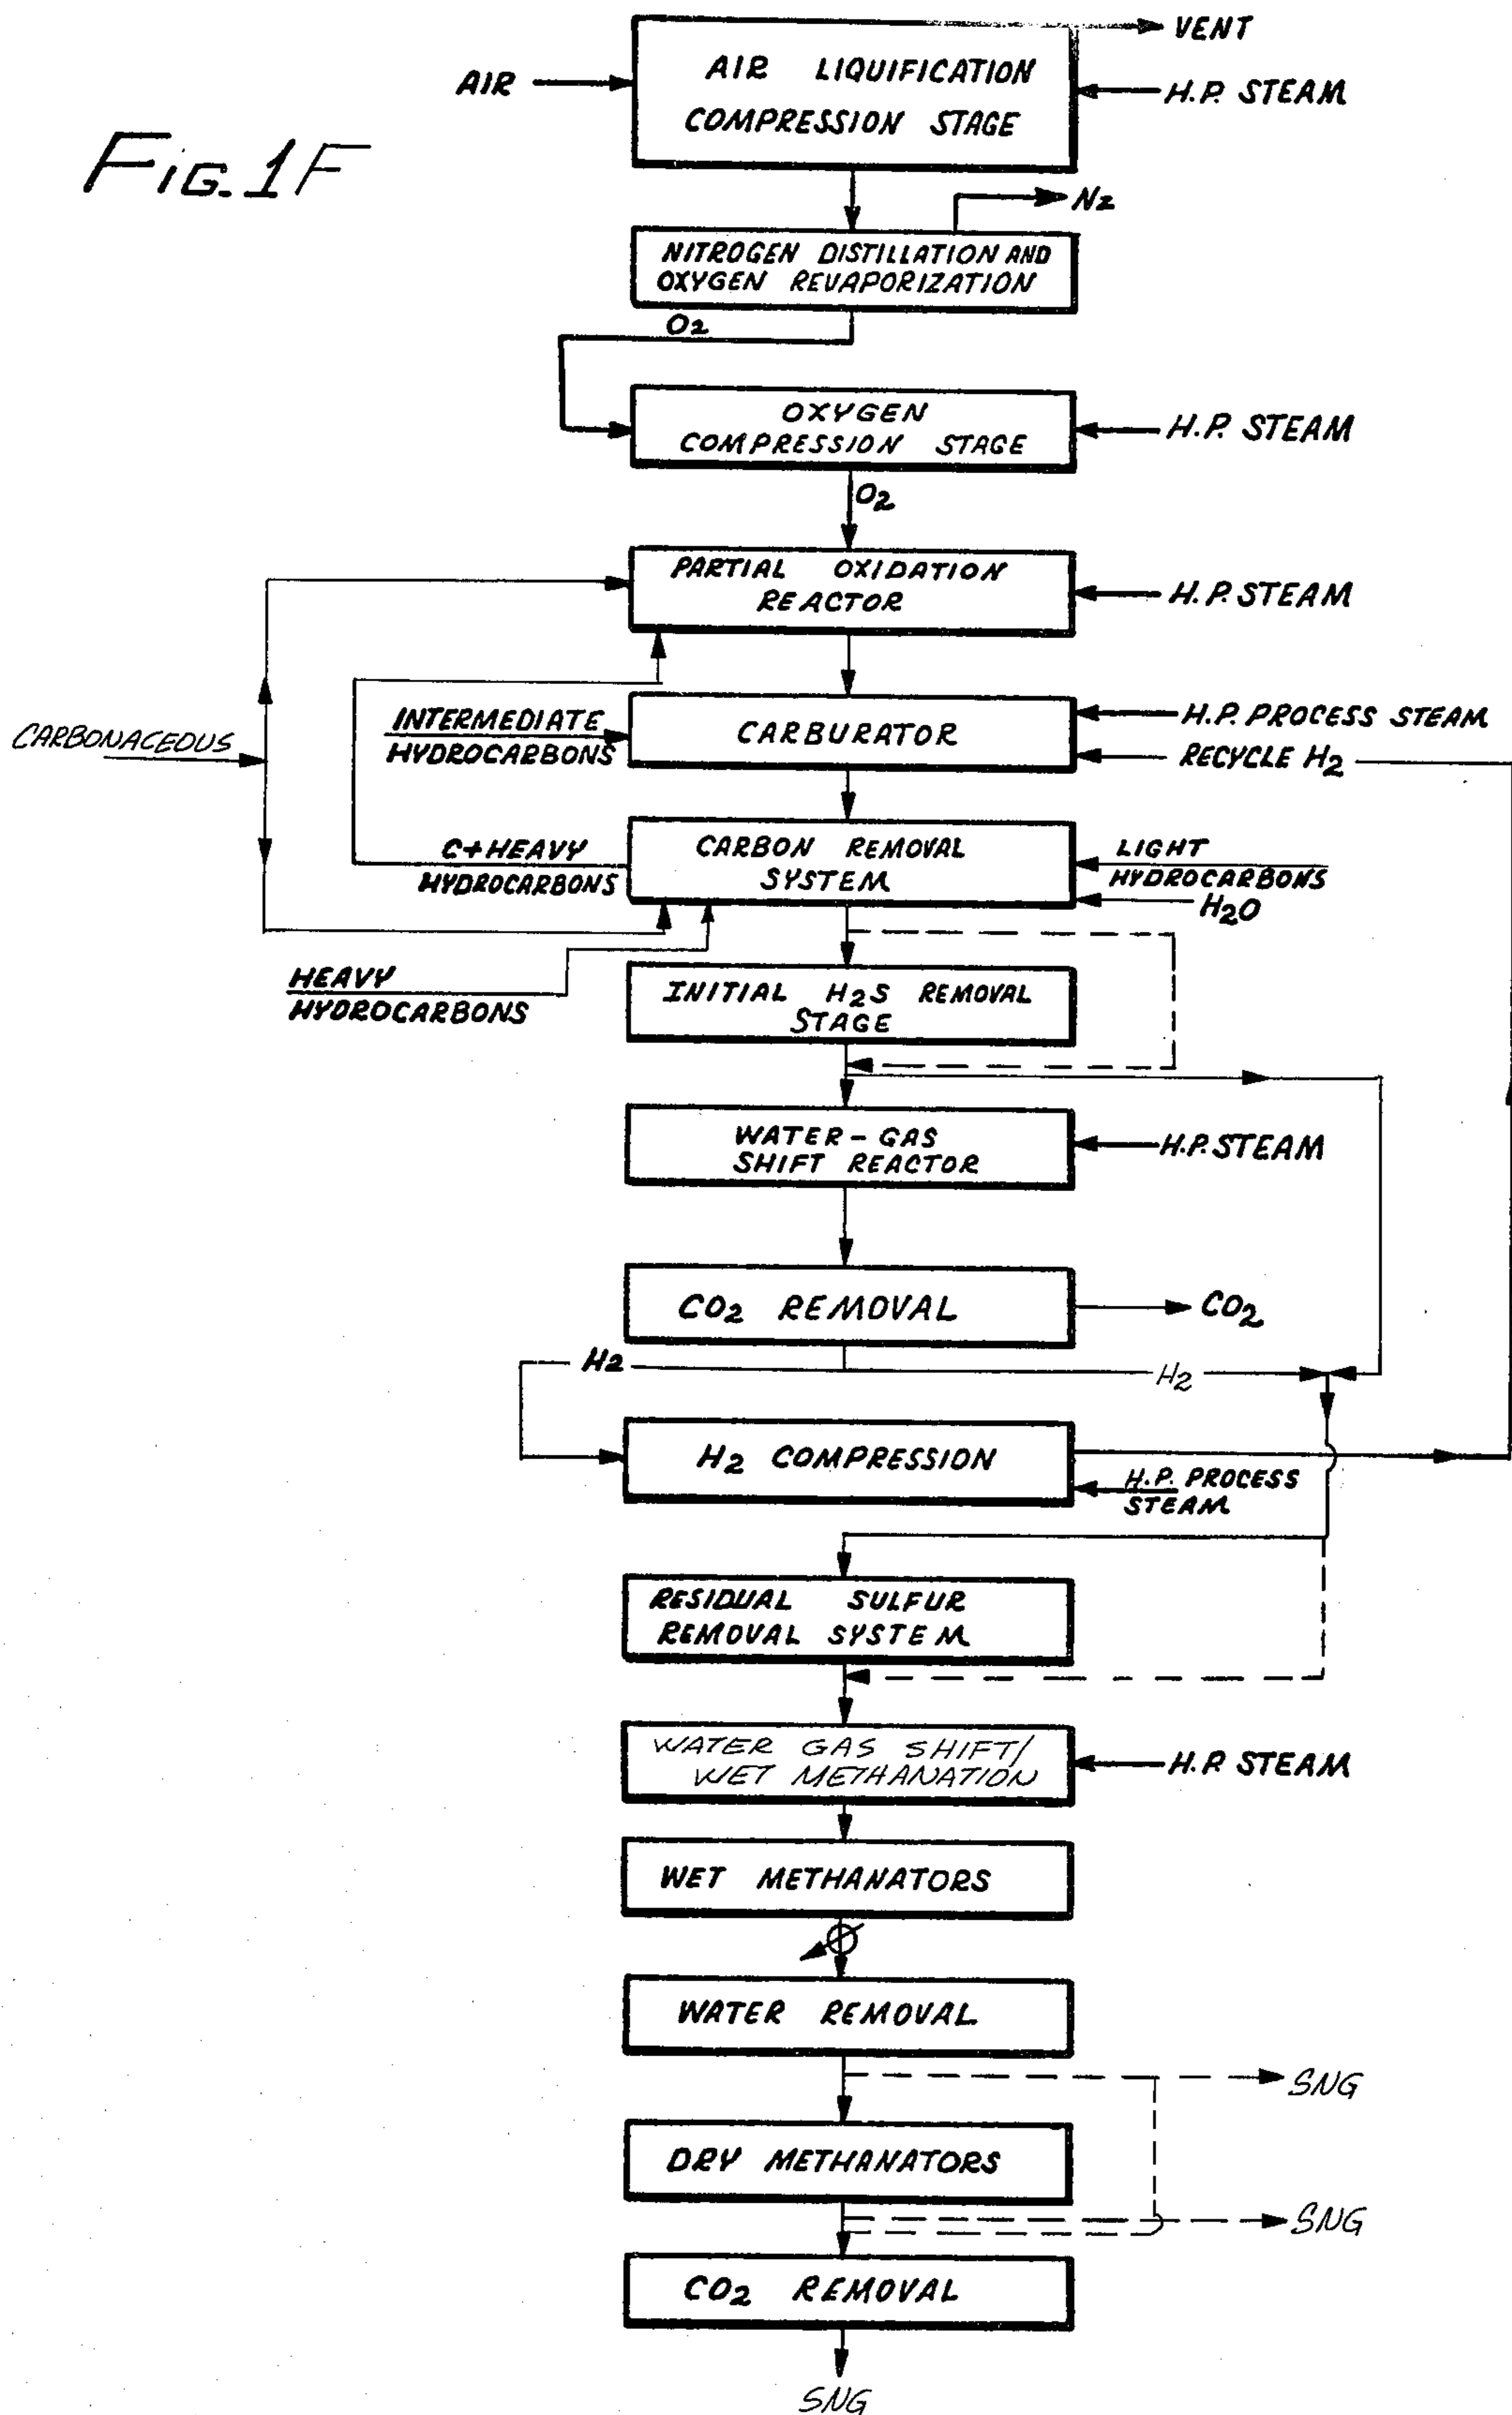 VENT
AIR
AIR LIQUIFICATION
COMPRESSION STAGE
H.P. STEAM
FIG. 1F
N2
NITROGEN DISTILLATION AND
OXYGEN REVAPORIZATION
O2
OXYGEN
COMPRESSION STAGE
H.P. STEAM
O2
PARTIAL OXIDATION
REACTOR
H.P. STEAM
CARBONACEOUS
INTERMEDIATE
HYDROCARBONS
CARBURATOR
H.P. PROCESS STEAM
RECYCLE H2
C+HEAVY
HYDROCARBONS
CARBON REMOVAL
SYSTEM
LIGHT
HYDROCARBONS
H2O
HEAVY
HYDROCARBONS
INITIAL H2S REMOVAL
STAGE
WATER-GAS
SHIFT REACTOR
H.P. STEAM
CO2 REMOVAL
CO2
H2
H2
H2 COMPRESSION
H.P. PROCESS
STEAM
RESIDUAL SULFUR
REMOVAL SYSTEM
WATER GAS SHIFT/
WET METHANATION
H.P. STEAM
WET METHANATORS
WATER REMOVAL
SNG
DRY METHANATORS
SNG
CO2 REMOVAL
SNG